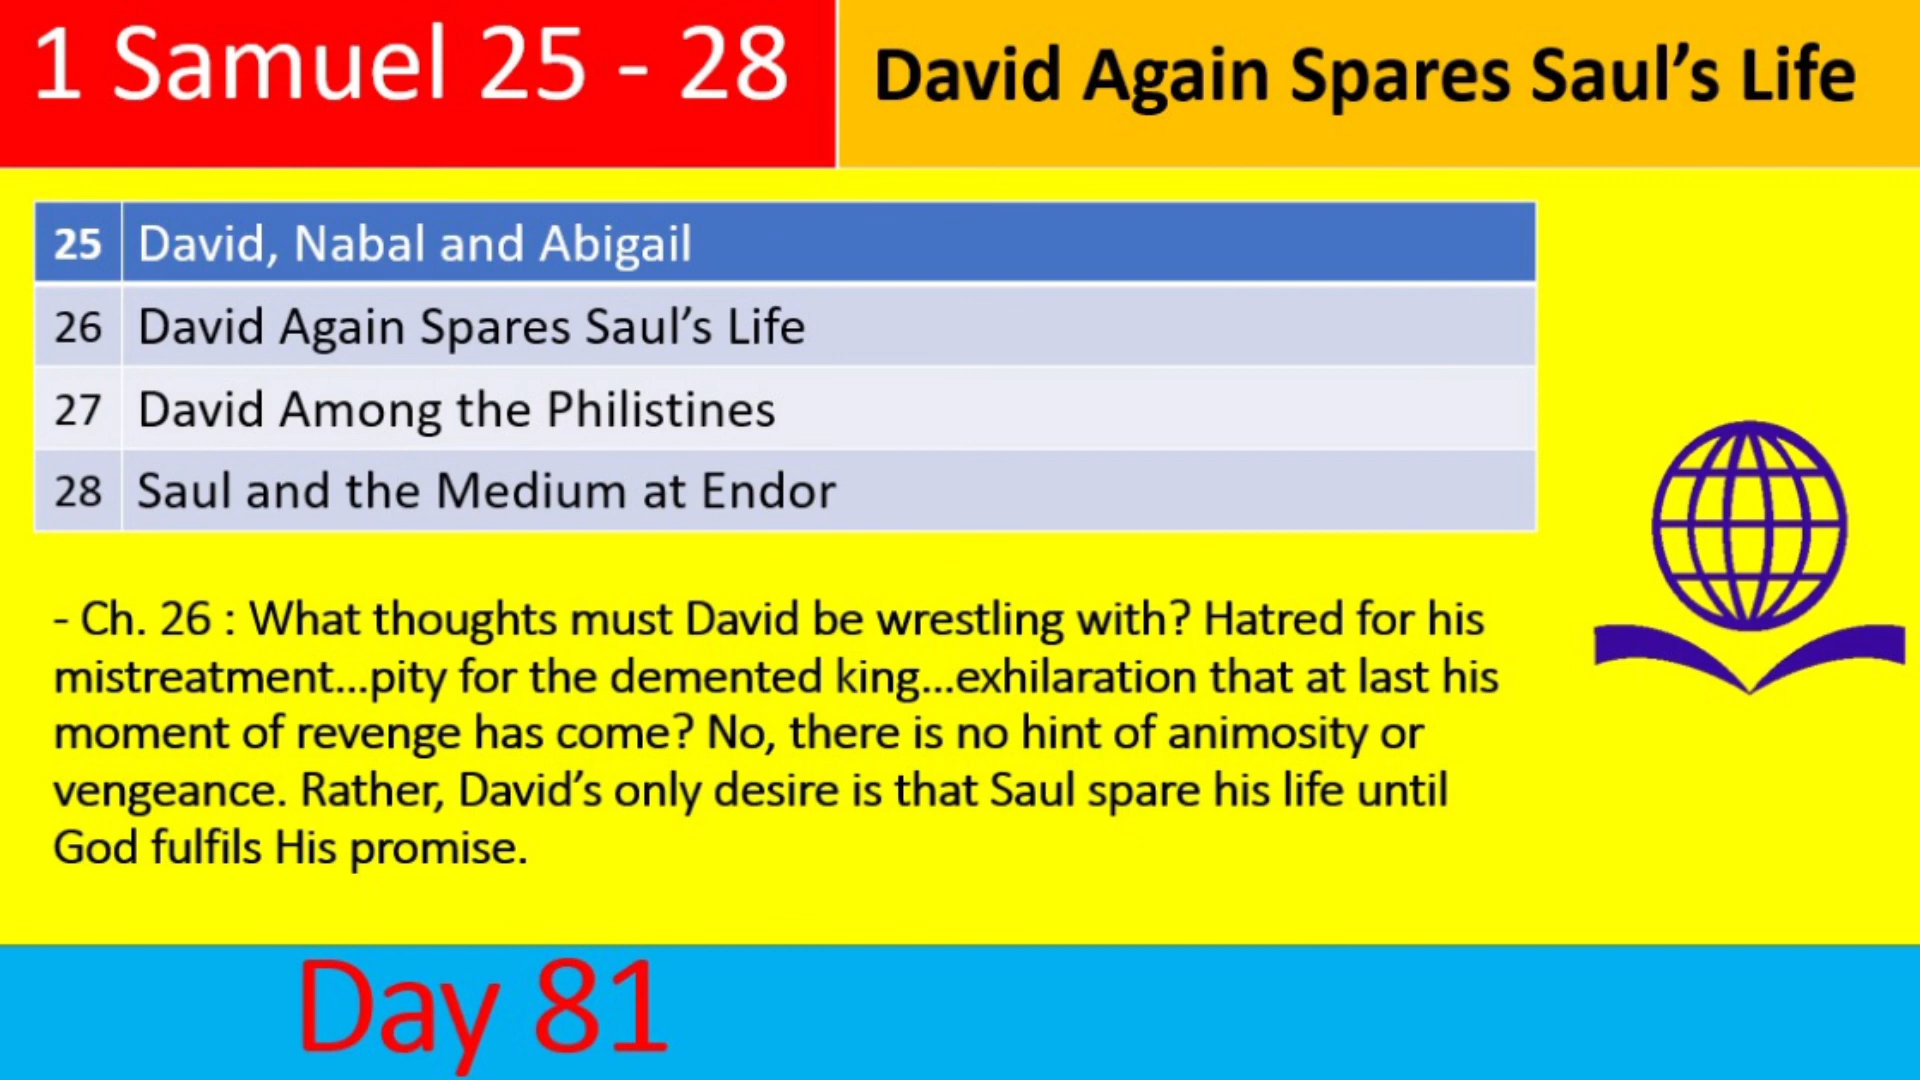 1 Samuel 25 - 28
David Again Spares Saul’s Life
25 David, Nabal and Abigail
26 David Again Spares Saul’s Life
27 David Among the Philistines
28 Saul and the Medium at Endor
- Ch. 26 : What thoughts must David be wrestling with? Hatred for his
mistreatment...pity for the demented king...exhilaration that at last his
moment of revenge has come? No, there is no hint of animosity or
vengeance. Rather, David’s only desire is that Saul spare his life until
God fulfils His promise.
Day 81